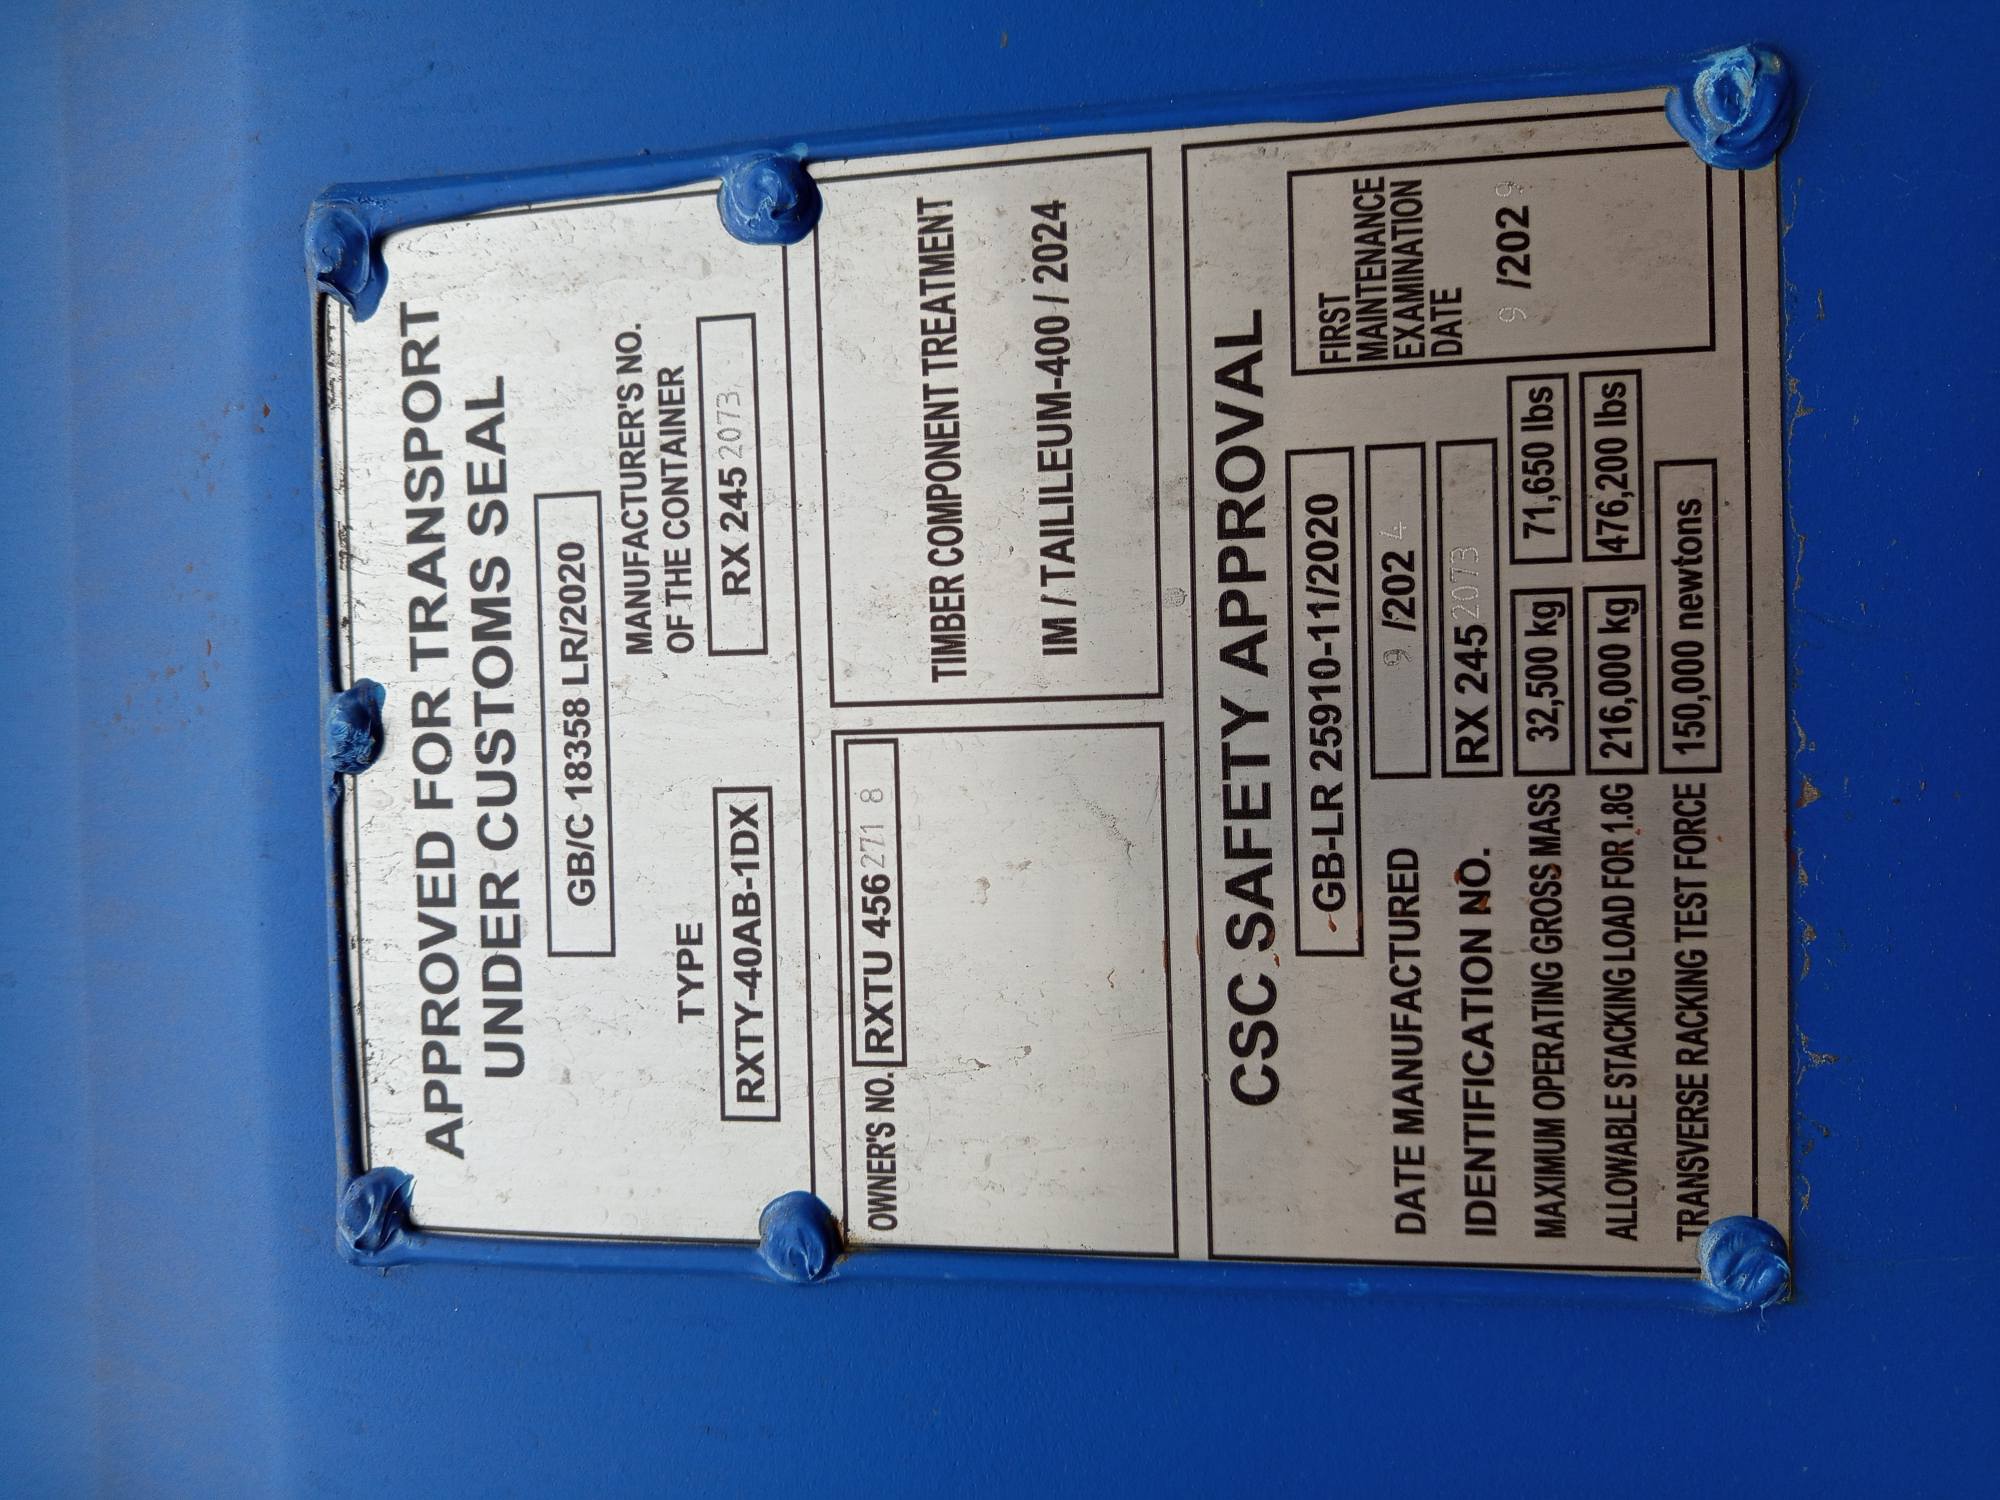 APPROVED FOR TRANSPORT
UNDER CUSTOMS SEAL
GB/C 18358 LR/2020
TYPE
RXTY-40AB-1DX
MANUFACTURER'S NO.
OF THE CONTAINER
RX 245 2073
OWNER'S NO. RXTU 456 271 8
TIMBER COMPONENT TREATMENT
IM / TAILILEUM-400 / 2024
CSC SAFETY APPROVAL
GB-LR 25910-11/2020
DATE MANUFACTURED 9 /202 4
IDENTIFICATION NO. RX 245 2073
MAXIMUM OPERATING GROSS MASS 32,500 kg 71,650 lbs
ALLOWABLE STACKING LOAD FOR 1.8G 216,000 kg 476,200 lbs
TRANSVERSE RACKING TEST FORCE 150,000 newtons
FIRST
MAINTENANCE
EXAMINATION
DATE
9 /202 9